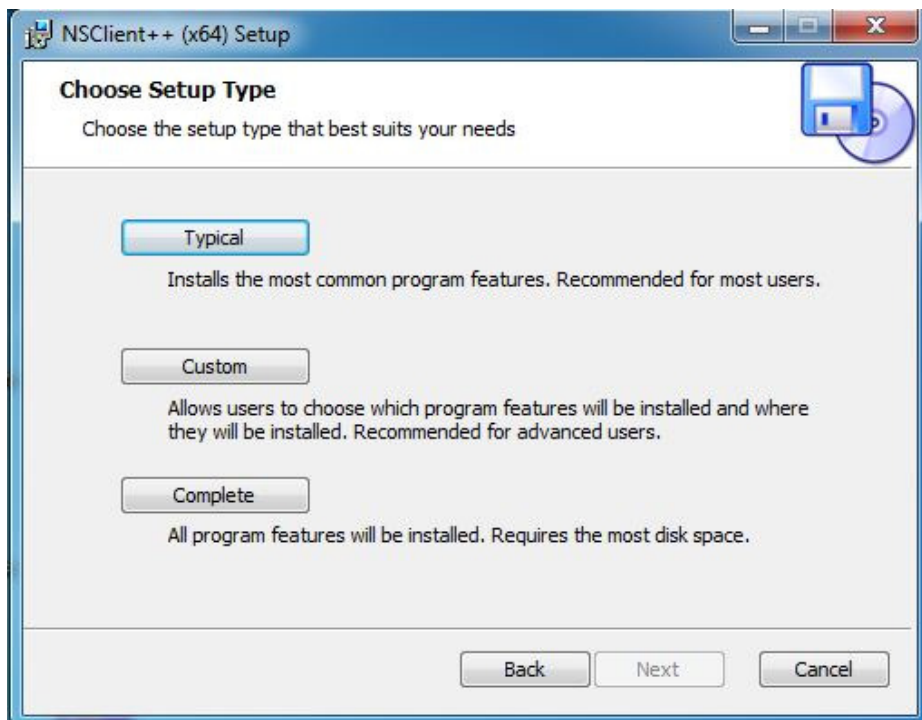 NSClient++ (x64) Setup
Choose Setup Type
Choose the setup type that best suits your needs
Typical
Installs the most common program features. Recommended for most users.
Custom
Allows users to choose which program features will be installed and where
they will be installed. Recommended for advanced users.
Complete
All program features will be installed. Requires the most disk space.
Back Next Cancel